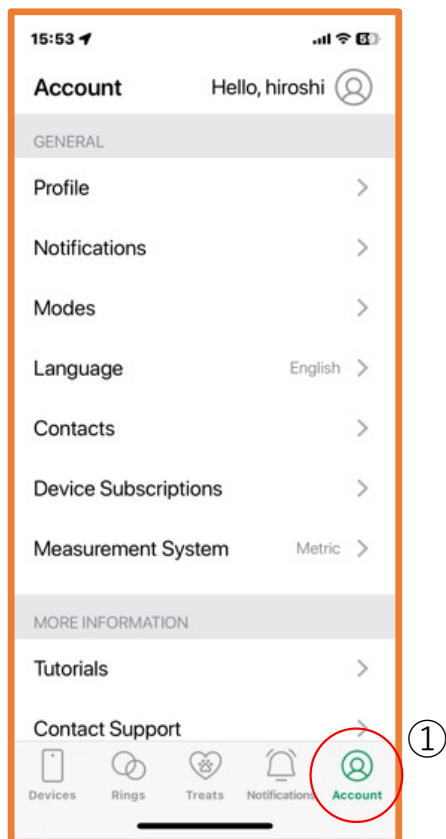 15:53
Account
Hello, hiroshi
GENERAL
Profile
Notifications
Modes
Language English
Contacts
Device Subscriptions
Measurement System Metric
MORE INFORMATION
Tutorials
Contact Support
Devices Rings Treats Notifications Account
①